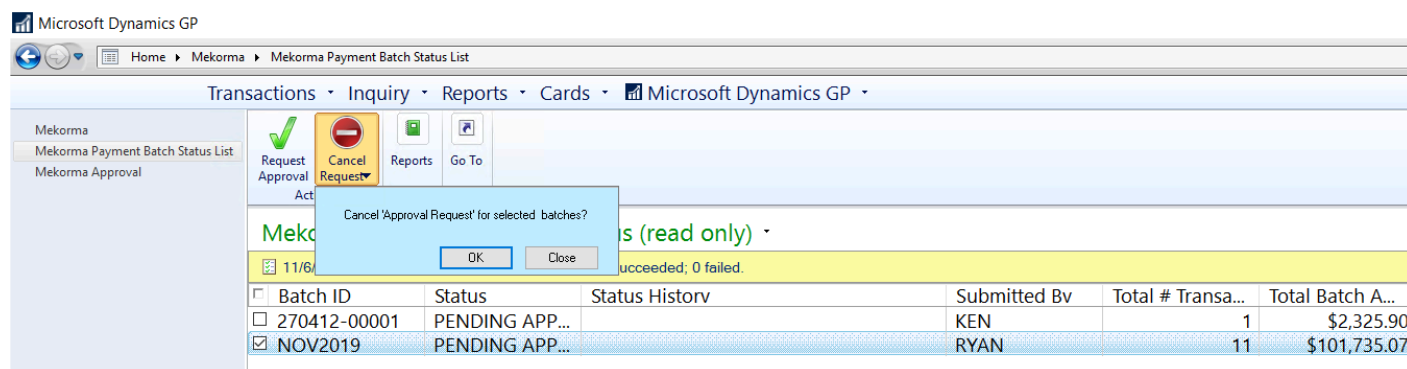 Microsoft Dynamics GP
Home Mekorma Mekorma Payment Batch Status List
Transactions Inquiry Reports Cards Microsoft Dynamics GP
Mekorma
Mekorma Payment Batch Status List
Mekorma Approval
Request Approval
Cancel Request
Reports
Go To
Act
Cancel 'Approval Request' for selected batches?
OK Close
(read only)
11/6/ 0 failed.
Batch ID Status Status History Submitted By Total # Transa... Total Batch A...
270412-00001 PENDING APP... KEN 1 $2,325.90
NOV2019 PENDING APP... RYAN 11 $101,735.07